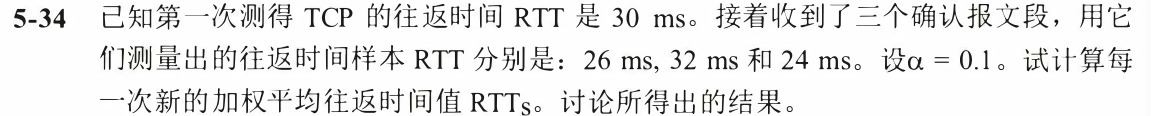 5-34 已知第一次测得 TCP 的往返时间 RTT 是 30 ms。接着收到了三个确认报文段，用它
们测量出的往返时间样本 RTT 分别是：26 ms, 32 ms 和 24 ms。设α = 0.1。试计算每
一次新的加权平均往返时间值 RTTS。讨论所得出的结果。